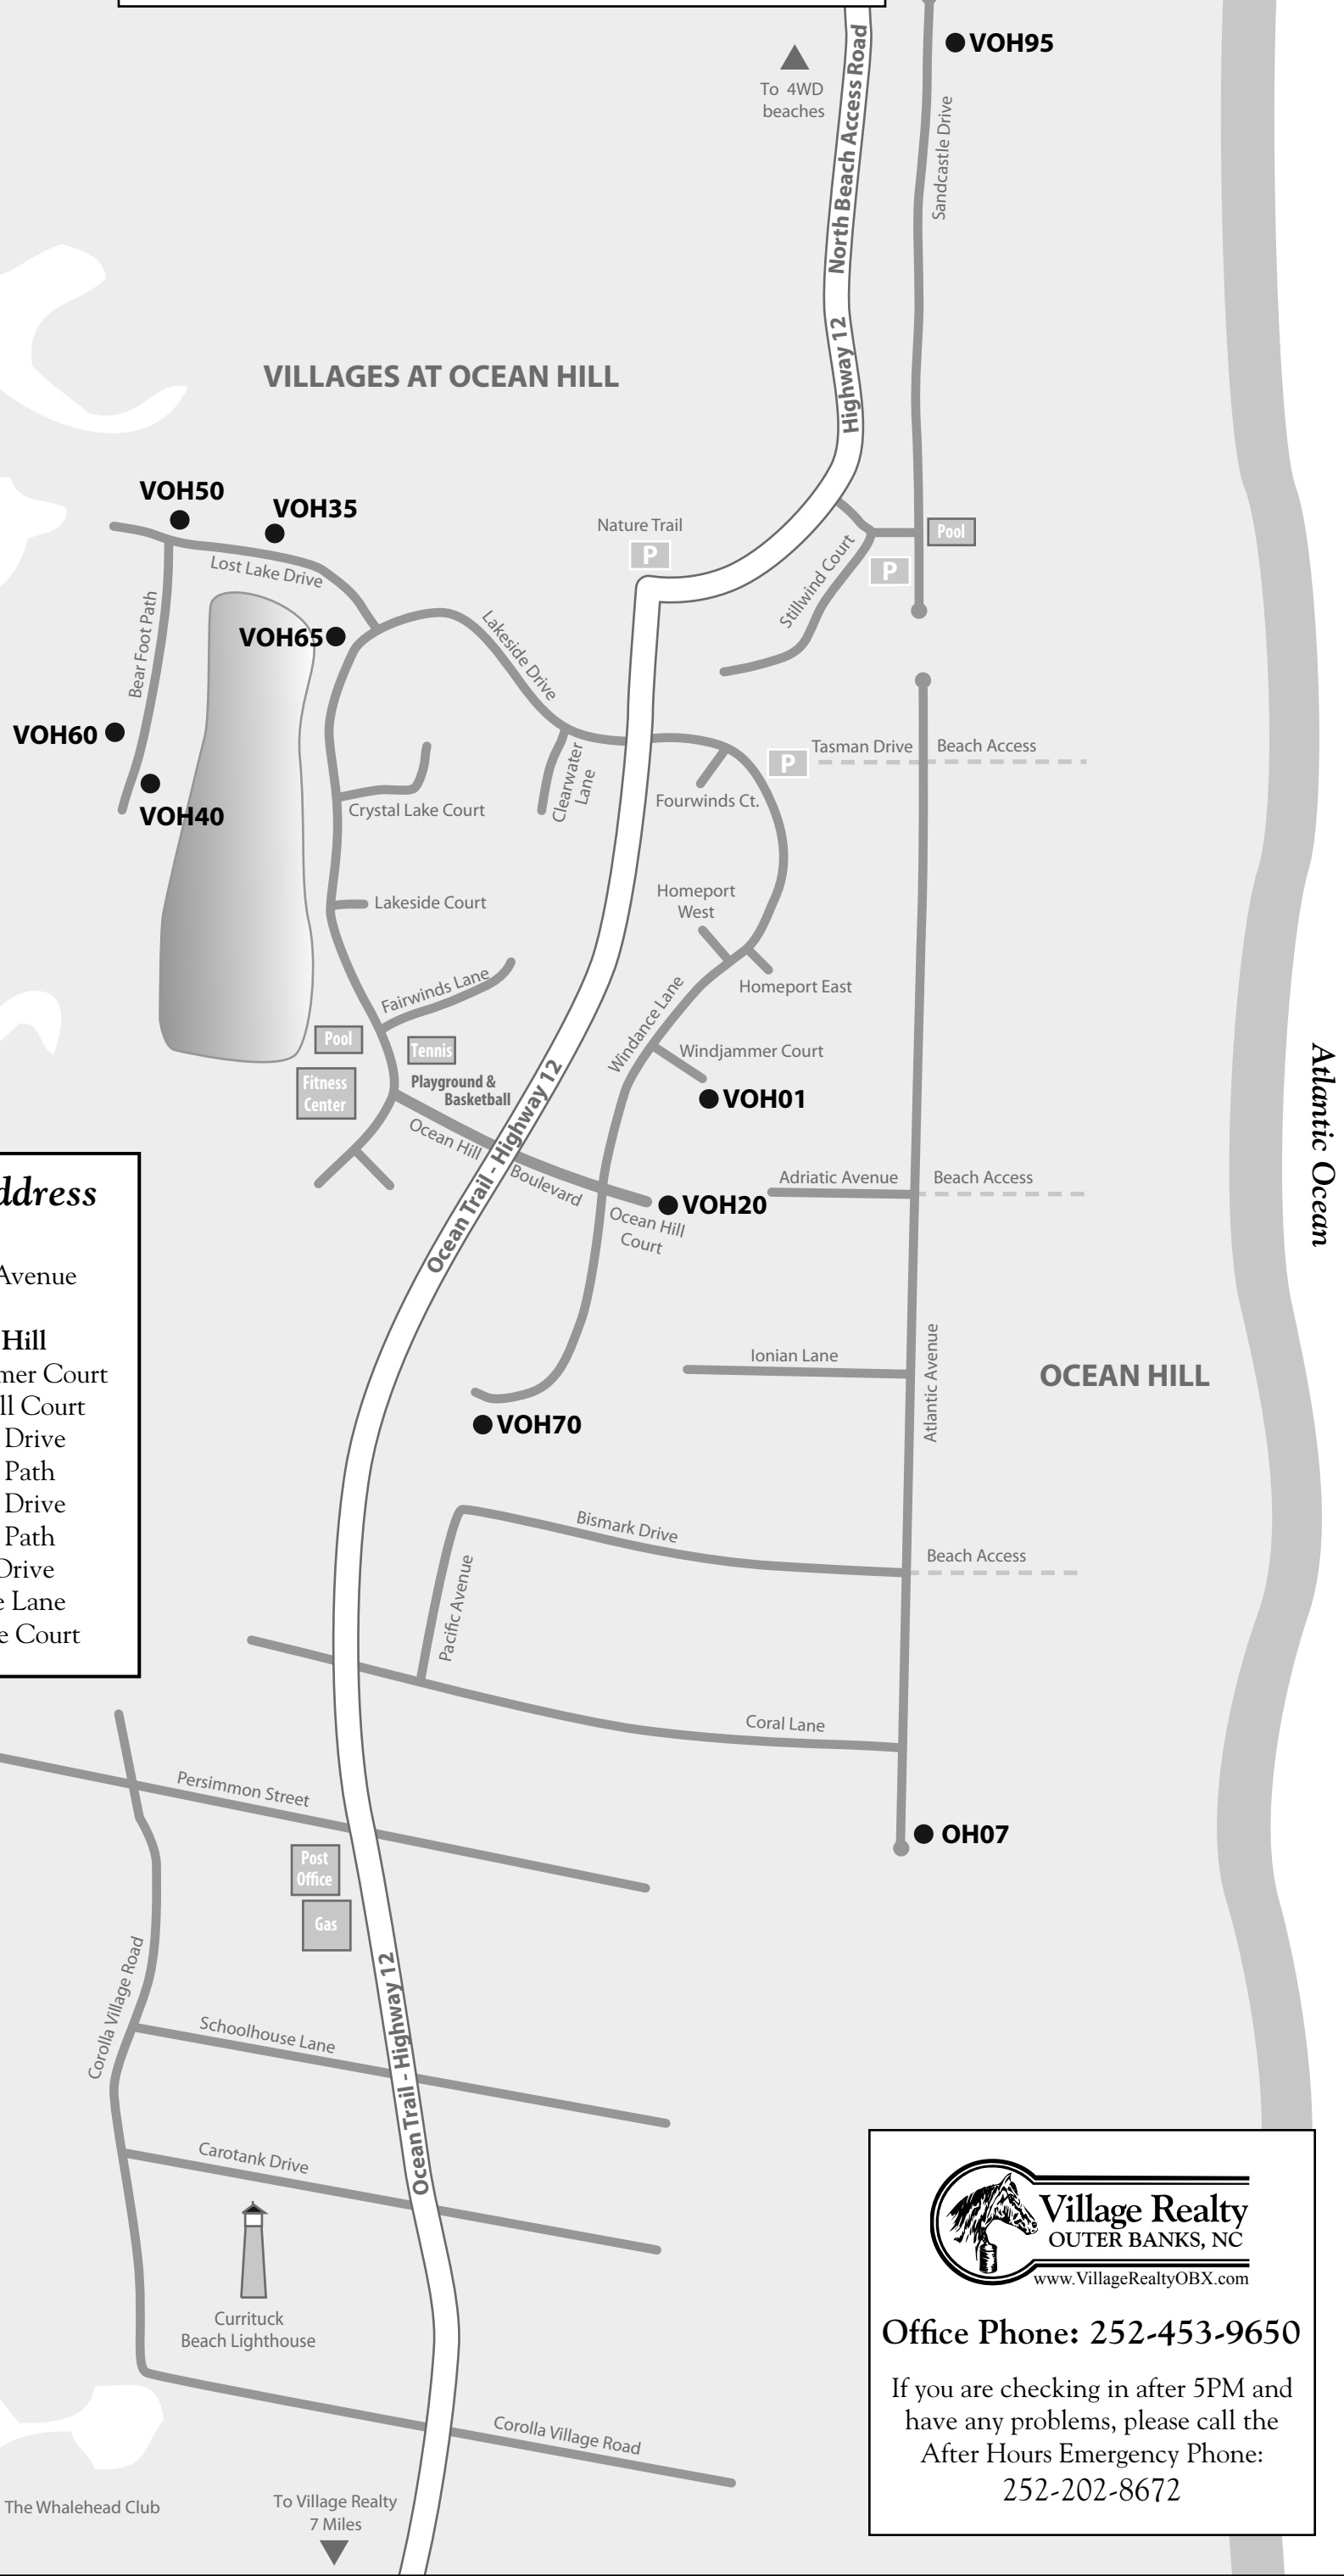 VOH95
To 4WD
beaches
North Beach Access Road
Sandcastle Drive
Highway 12
VILLAGES AT OCEAN HILL
VOH50
VOH35
Nature Trail
P
Pool
P
Stillwind Court
Lost Lake Drive
Bear Foot Path
VOH65
Lakeside Drive
VOH60
VOH40
Clearwater
Lane
Tasman Drive
Beach Access
P
Fourwinds Ct.
Crystal Lake Court
Homeport
West
Lakeside Court
Fairwinds Lane
Homeport East
Windance Lane
Pool
Tennis
Windjammer Court
Fitness
Center
Playground &
Basketball
VOH01
Atlantic Ocean
Ocean Hill
Boulevard
Ocean Trail - Highway 12
Adriatic Avenue
Beach Access
VOH20
Ocean Hill
Court
ddress
Avenue
Hill
mer Court
ll Court
Drive
Path
Drive
Path
Drive
e Lane
e Court
Ionian Lane
Atlantic Avenue
OCEAN HILL
VOH70
Bismark Drive
Beach Access
Pacific Avenue
Coral Lane
Persimmon Street
OH07
Post
Office
Gas
Corolla Village Road
Ocean Trail - Highway 12
Schoolhouse Lane
Carotank Drive
Currituck
Beach Lighthouse
Corolla Village Road
The Whalehead Club
To Village Realty
7 Miles
Village Realty
OUTER BANKS, NC
www.VillageRealtyOBX.com
Office Phone: 252-453-9650
If you are checking in after 5PM and
have any problems, please call the
After Hours Emergency Phone:
252-202-8672